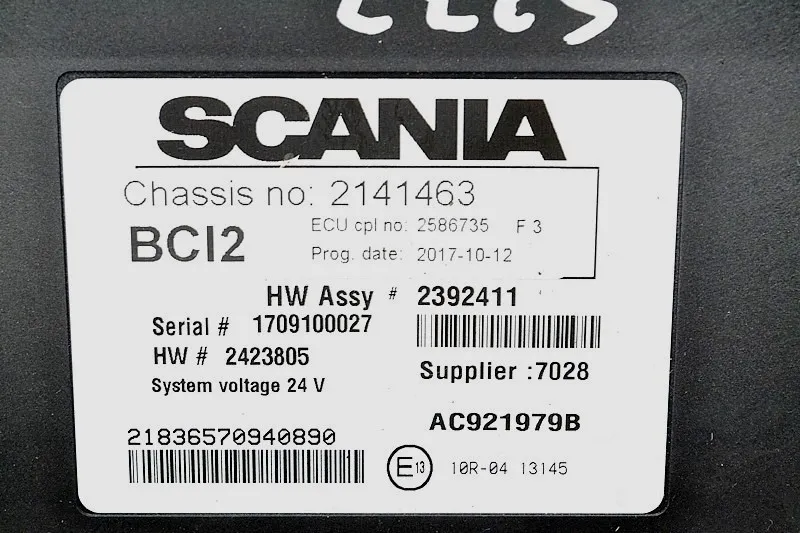 SCANIA
Chassis no: 2141463
ECU cpl no: 2586735 F 3
BCI2
Prog. date: 2017-10-12
HW Assy # 2392411
Serial # 1709100027
HW # 2423805
Supplier :7028
System voltage 24 V
AC921979B
21836570940890
E13 10R-04 13145